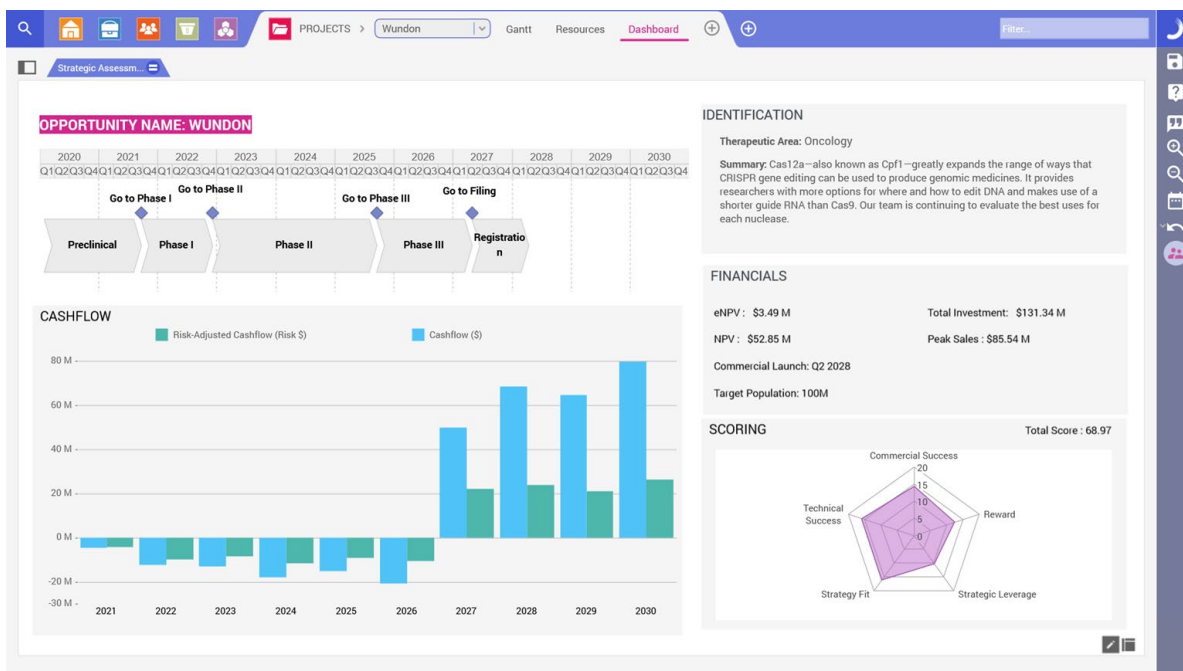 PROJECTS > Wundon Gantt Resources Dashboard Filter...
Strategic Assessm...
OPPORTUNITY NAME: WUNDON
2020 2021 2022 2023 2024 2025 2026 2027 2028 2029 2030
Q1Q2Q3Q4Q1Q2Q3Q4Q1Q2Q3Q4Q1Q2Q3Q4Q1Q2Q3Q4Q1Q2Q3Q4Q1Q2Q3Q4Q1Q2Q3Q4Q1Q2Q3Q4Q1Q2Q3Q4Q1Q2Q3Q4
Go to Phase I Go to Phase II Go to Phase III Go to Filing
Preclinical Phase I Phase II Phase III Registratio
n
CASHFLOW
Risk-Adjusted Cashflow (Risk $) Cashflow ($)
80 M
60 M
40 M
20 M
0 M
-20 M
-30 M
2021 2022 2023 2024 2025 2026 2027 2028 2029 2030
IDENTIFICATION
Therapeutic Area: Oncology
Summary: Cas12a—also known as Cpf1—greatly expands the range of ways that
CRISPR gene editing can be used to produce genomic medicines. It provides
researchers with more options for where and how to edit DNA and makes use of a
shorter guide RNA than Cas9. Our team is continuing to evaluate the best uses for
each nuclease.
FINANCIALS
eNPV : $3.49 M Total Investment: $131.34 M
NPV : $52.85 M Peak Sales : $85.54 M
Commercial Launch: Q2 2028
Target Population: 100M
SCORING Total Score : 68.97
Commercial Success
20
15
10
5
0
Technical
Success
Reward
Strategy Fit
Strategic Leverage